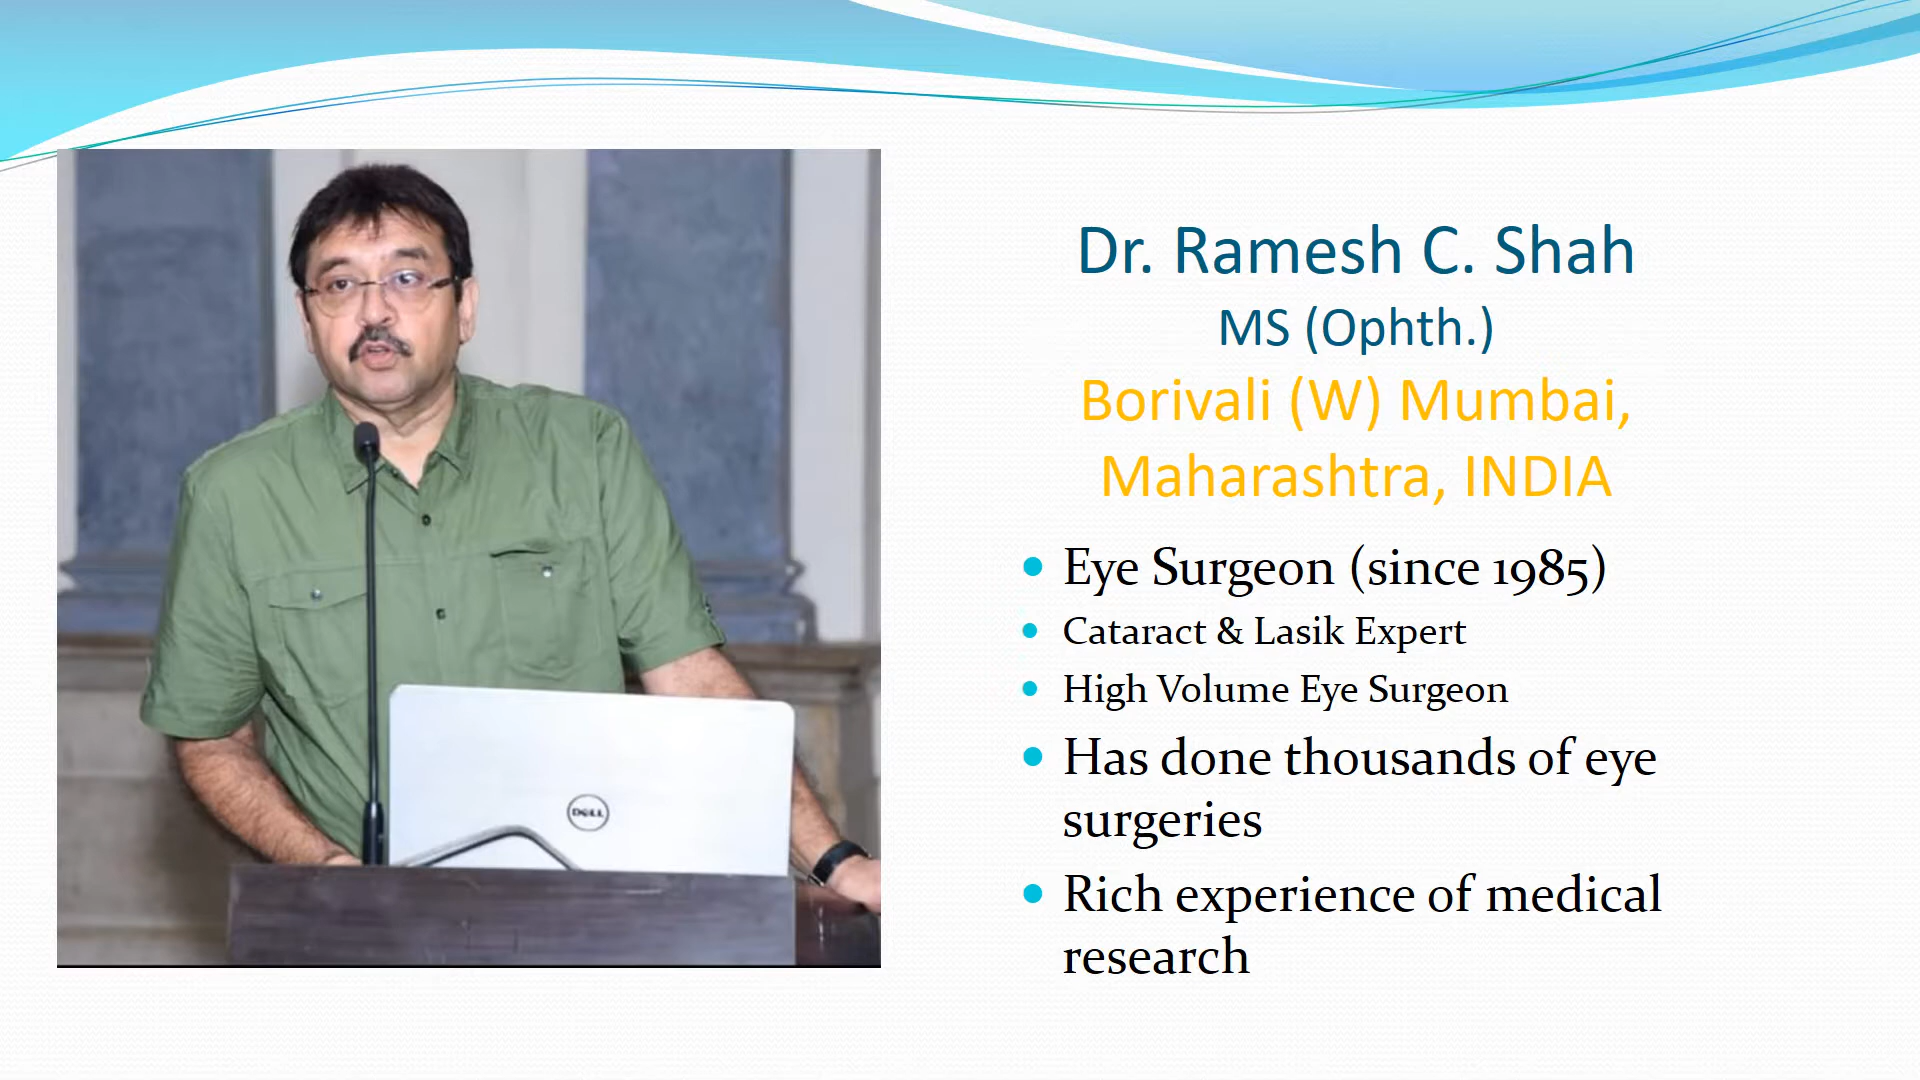 Dr. Ramesh C. Shah
MS (Ophth.)
Borivali (W) Mumbai,
Maharashtra, INDIA
• Eye Surgeon (since 1985)
• Cataract & Lasik Expert
• High Volume Eye Surgeon
• Has done thousands of eye
surgeries
• Rich experience of medical
research
DELL